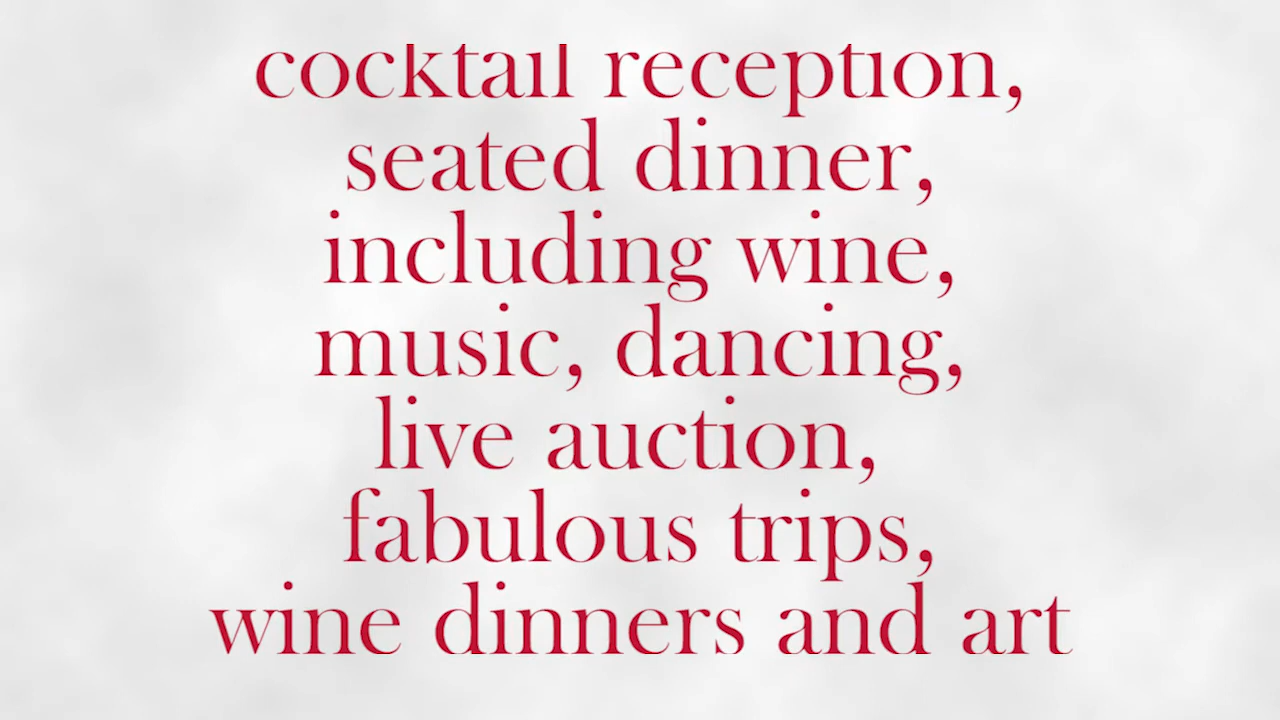 cocktail reception,
seated dinner,
including wine,
music, dancing,
live auction,
fabulous trips,
wine dinners and art